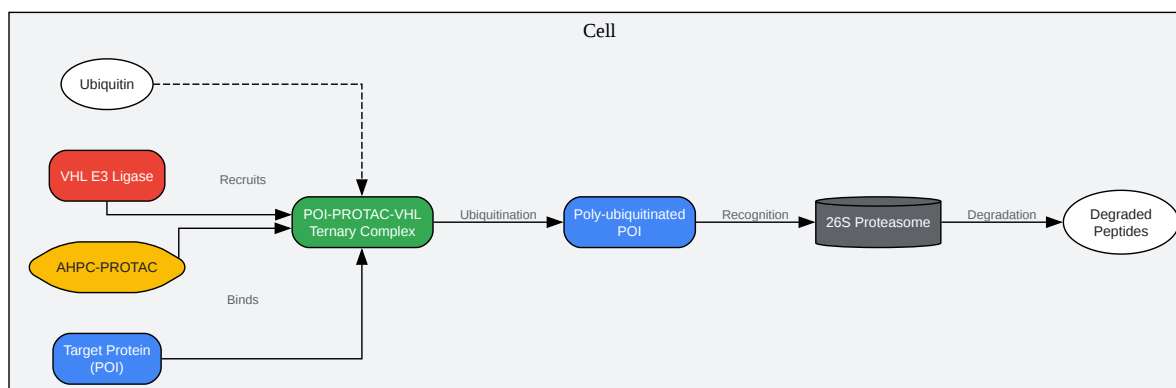 Cell
Ubiquitin
VHL E3 Ligase
Recruits
POI-PROTAC-VHL
Ternary Complex
Ubiquitination
Poly-ubiquitinated
POI
Recognition
26S Proteasome
Degradation
Degraded
Peptides
AHPC-PROTAC
Binds
Target Protein
(POI)